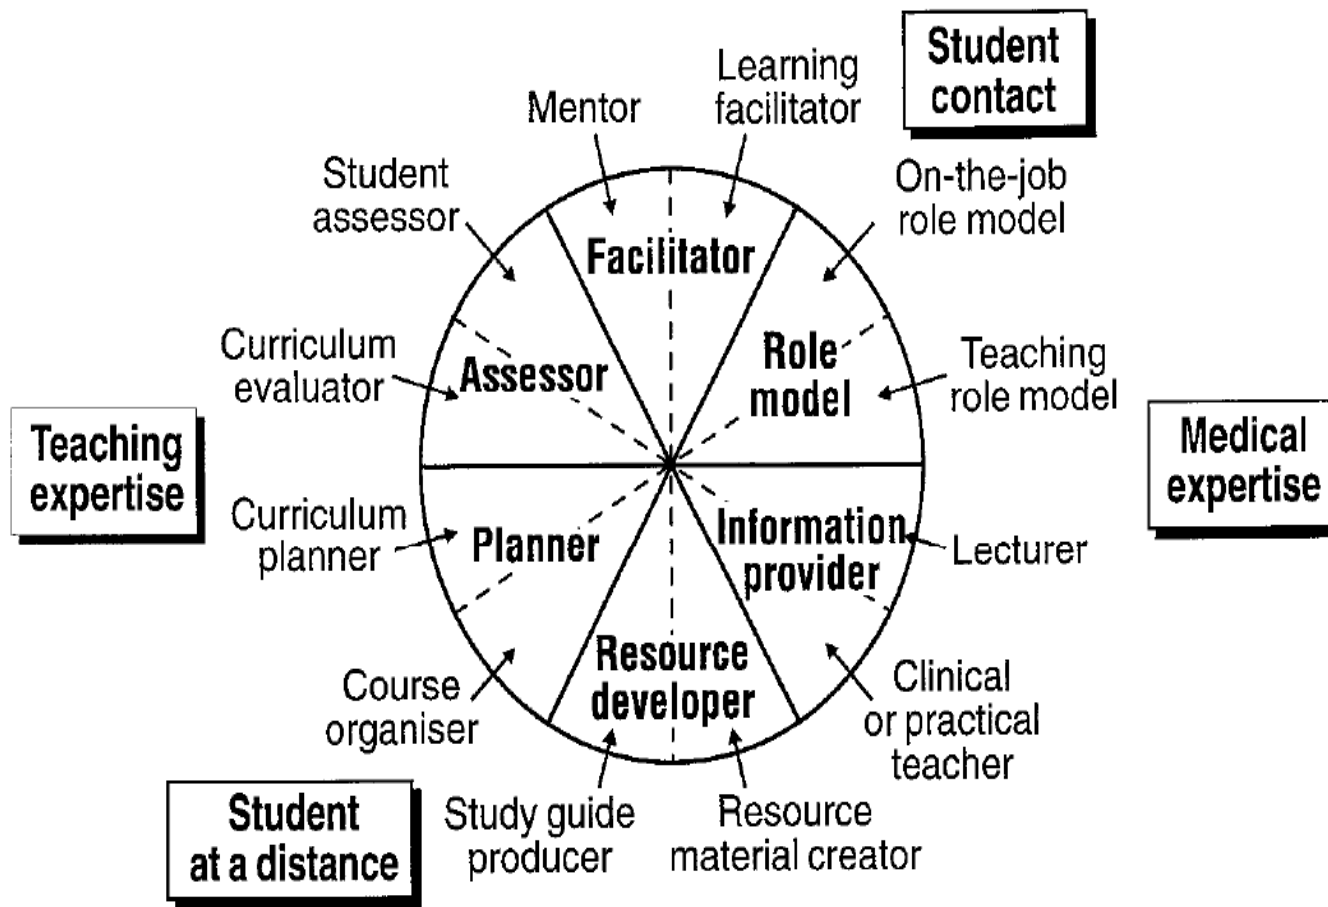 Student
contact
Learning
facilitator
Mentor
Student
assessor
On-the-job
role model
Facilitator
Curriculum
evaluator
Assessor
Role
model
Teaching
role model
Teaching
expertise
Medical
expertise
Curriculum
planner
Planner
Information
provider
Lecturer
Course
organiser
Resource
developer
Clinical
or practical
teacher
Student
at a distance
Study guide
producer
Resource
material creator